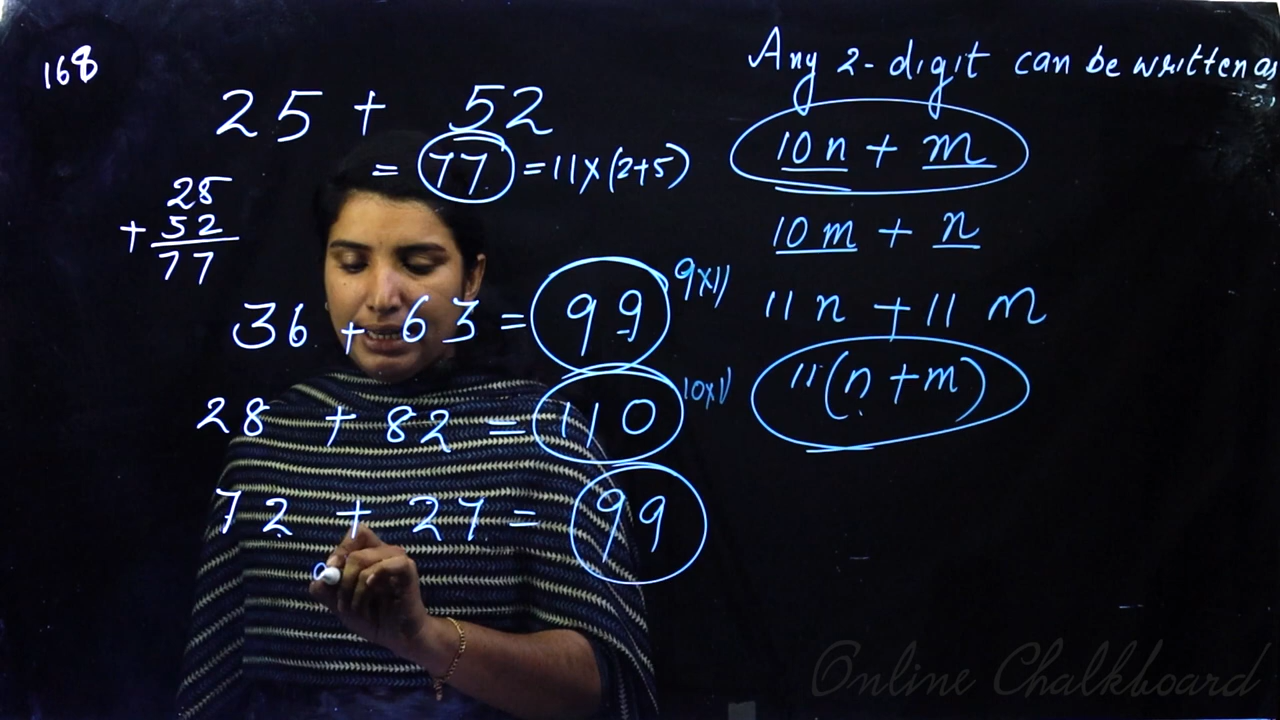 168
25 + 52
= 77 = 11×(2+5)
25
+ 52
77
36 + 63 = 99 9×11
28 + 82 = 110 10×11
72 + 27 = 99
Any 2-digit can be written as
10n + m
10m + n
11n + 11m
11(n+m)
Online Chalkboard